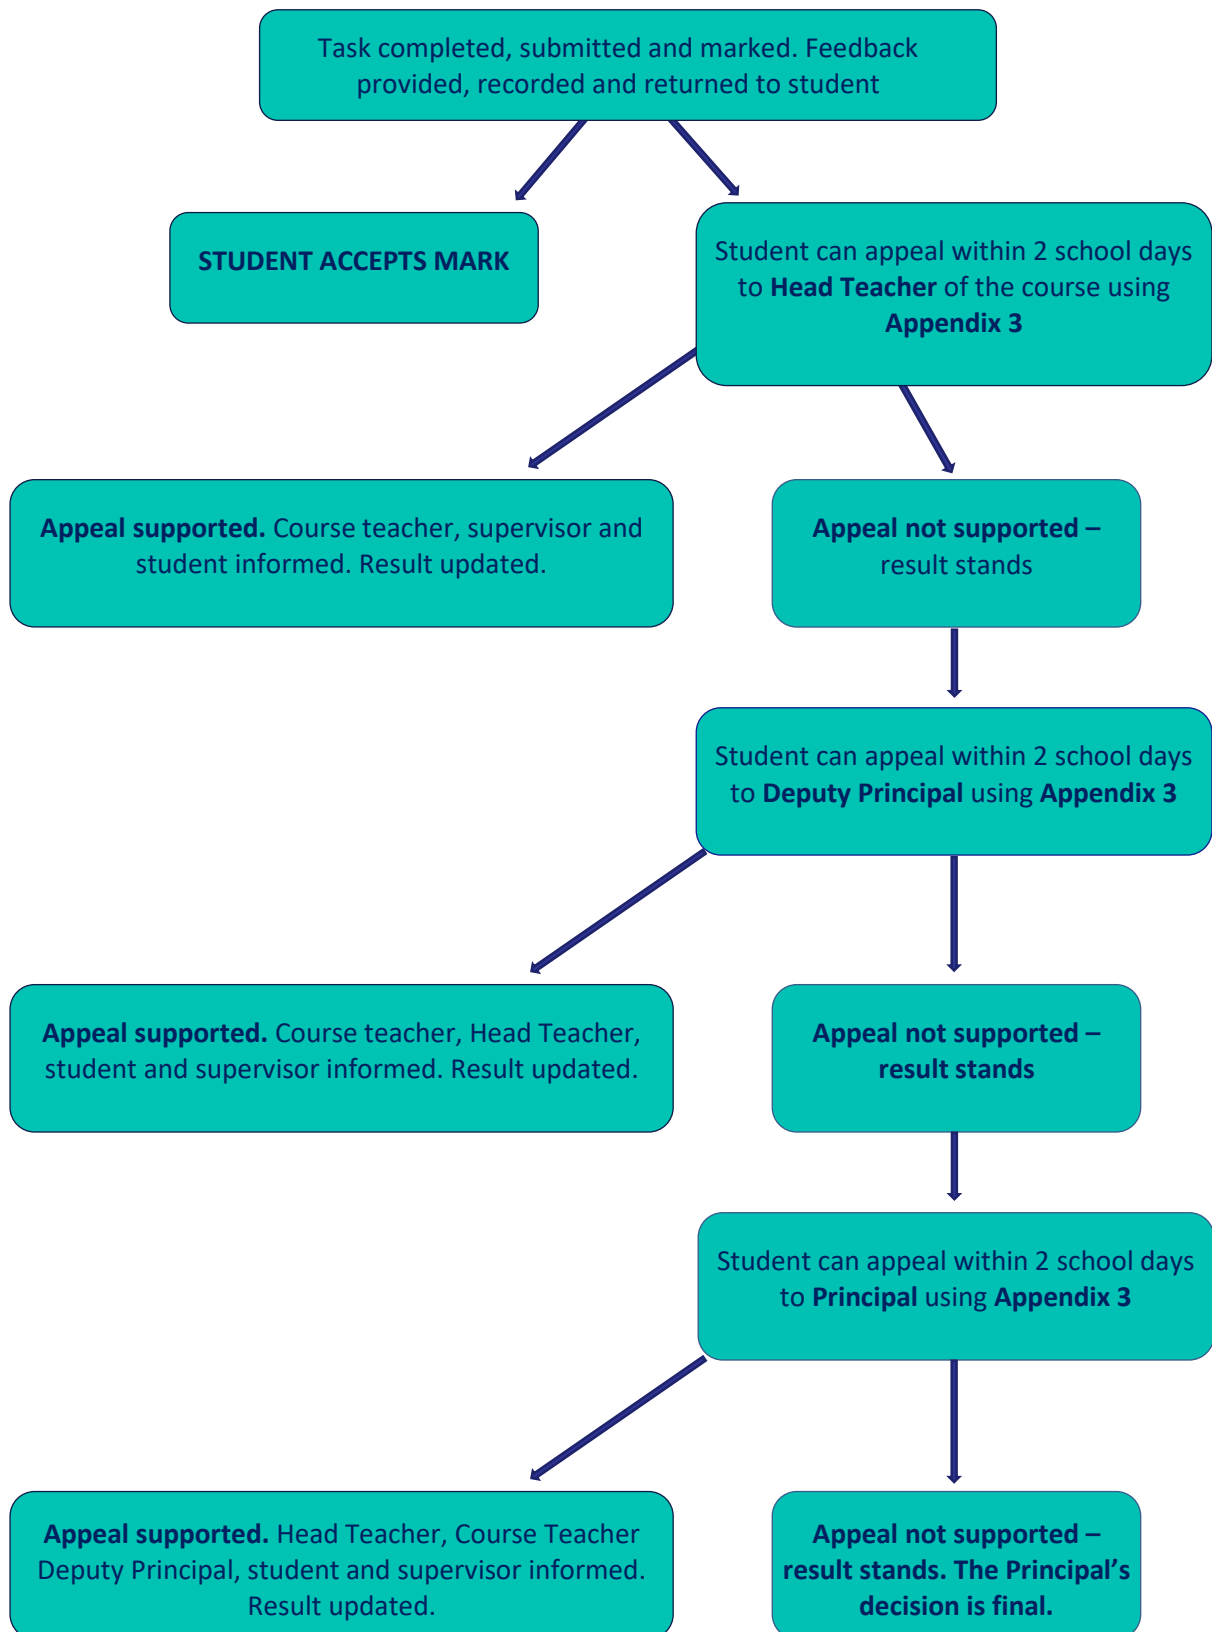 Task completed, submitted and marked. Feedback
provided, recorded and returned to student
STUDENT ACCEPTS MARK
Student can appeal within 2 school days
to Head Teacher of the course using
Appendix 3
Appeal supported. Course teacher, supervisor and
student informed. Result updated.
Appeal not supported –
result stands
Student can appeal within 2 school days
to Deputy Principal using Appendix 3
Appeal supported. Course teacher, Head Teacher,
student and supervisor informed. Result updated.
Appeal not supported –
result stands
Student can appeal within 2 school days
to Principal using Appendix 3
Appeal supported. Head Teacher, Course Teacher
Deputy Principal, student and supervisor informed.
Result updated.
Appeal not supported –
result stands. The Principal’s
decision is final.